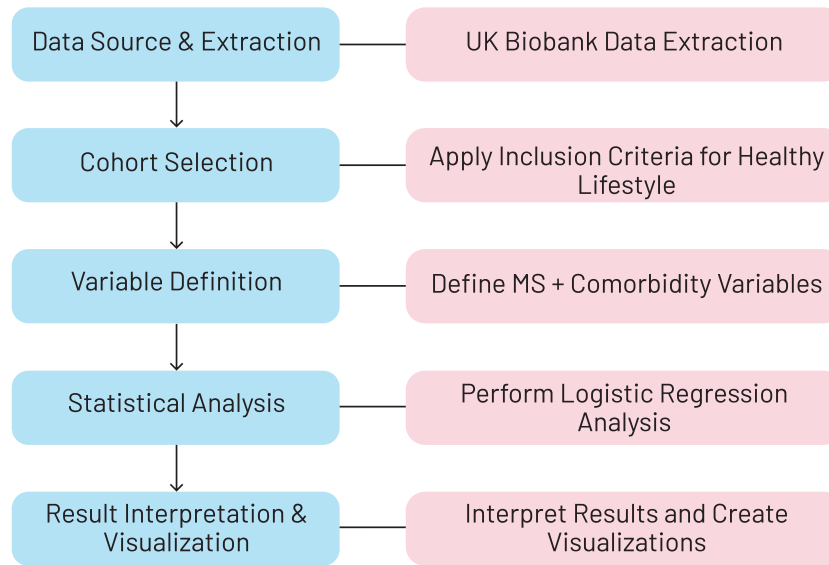 Data Source & Extraction
UK Biobank Data Extraction
Cohort Selection
Apply Inclusion Criteria for Healthy
Lifestyle
Variable Definition
Define MS + Comorbidity Variables
Statistical Analysis
Perform Logistic Regression
Analysis
Result Interpretation &
Visualization
Interpret Results and Create
Visualizations